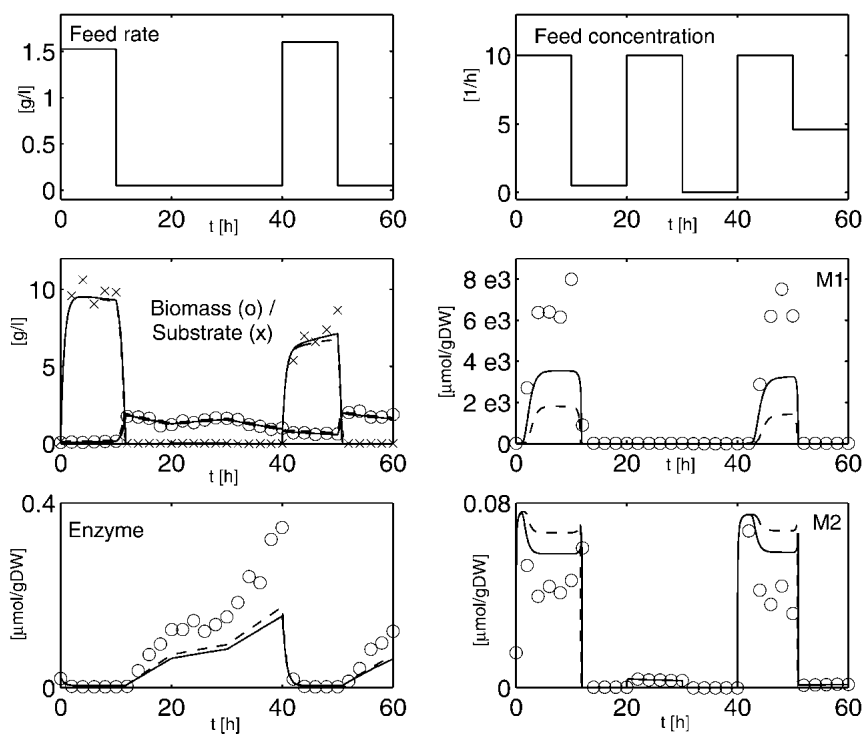 Feed rate
[g/l]
1.5
1
0.5
0
0 20 40 60
t [h]
Feed concentration
[1/h]
10
5
0
0 20 40 60
t [h]
Biomass (o) /
Substrate (x)
[g/l]
10
5
0
0 20 40 60
t [h]
M1
[μmol/gDW]
8 e3
6 e3
4 e3
2 e3
0
0 20 40 60
t [h]
Enzyme
[μmol/gDW]
0.4
0
0 20 40 60
t [h]
M2
[μmol/gDW]
0.08
0
0 20 40 60
t [h]